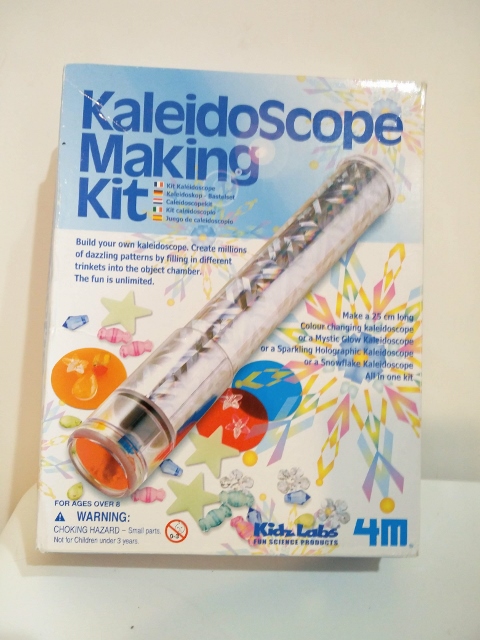 KaleidoScope
Making
Kit
Kit Kaléidoscope
Kaleidoskop - Bastelset
Caleidoscopekit
Kit caleidoscopio
Juego de caleidoscopio
Build your own kaleidoscope. Create millions
of dazzling patterns by filling in different
trinkets into the object chamber.
The fun is unlimited.
Make a 25 cm long
Colour changing kaleidoscope
or a Mystic Glow Kaleidoscope
or a Sparkling Holographic Kaleidoscope
or a Snowflake Kaleidoscope
All in one kit
FOR AGES OVER 8
WARNING:
CHOKING HAZARD – Small parts.
Not for Children under 3 years.
0-3
Kidz Labs
FUN SCIENCE PRODUCTS
4M